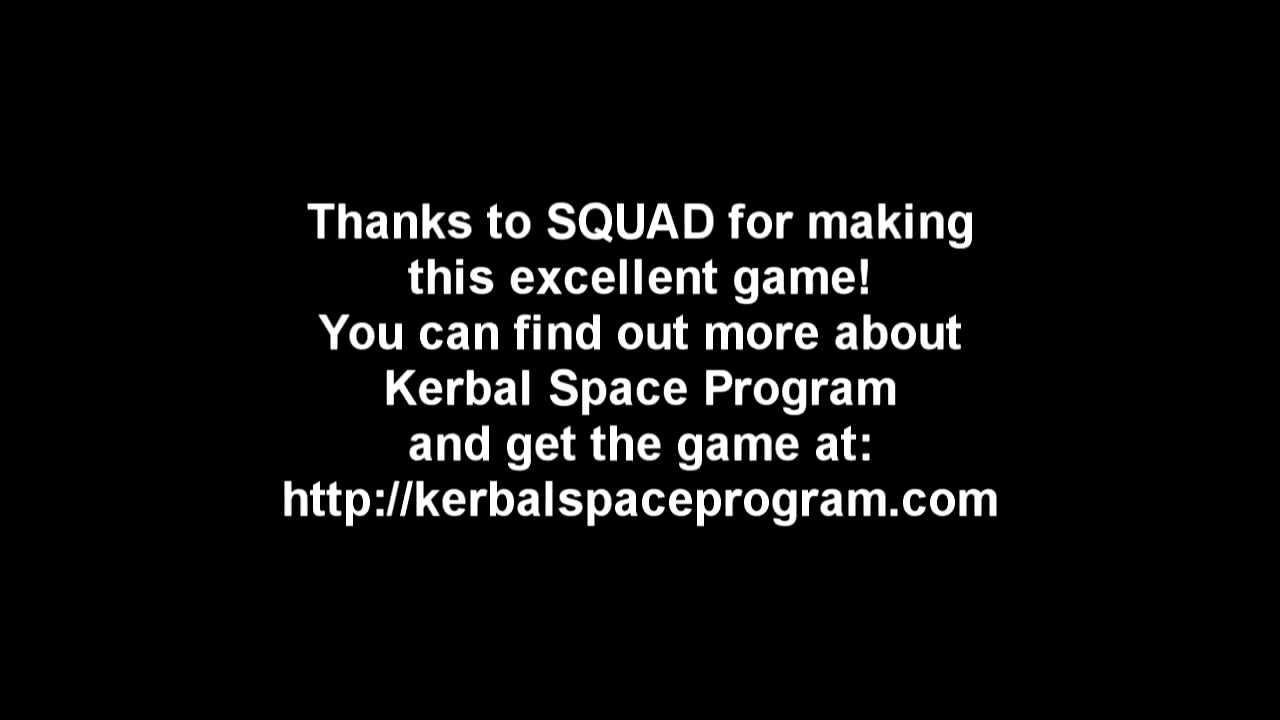 Thanks to SQUAD for making
this excellent game!
You can find out more about
Kerbal Space Program
and get the game at:
http://kerbalspaceprogram.com